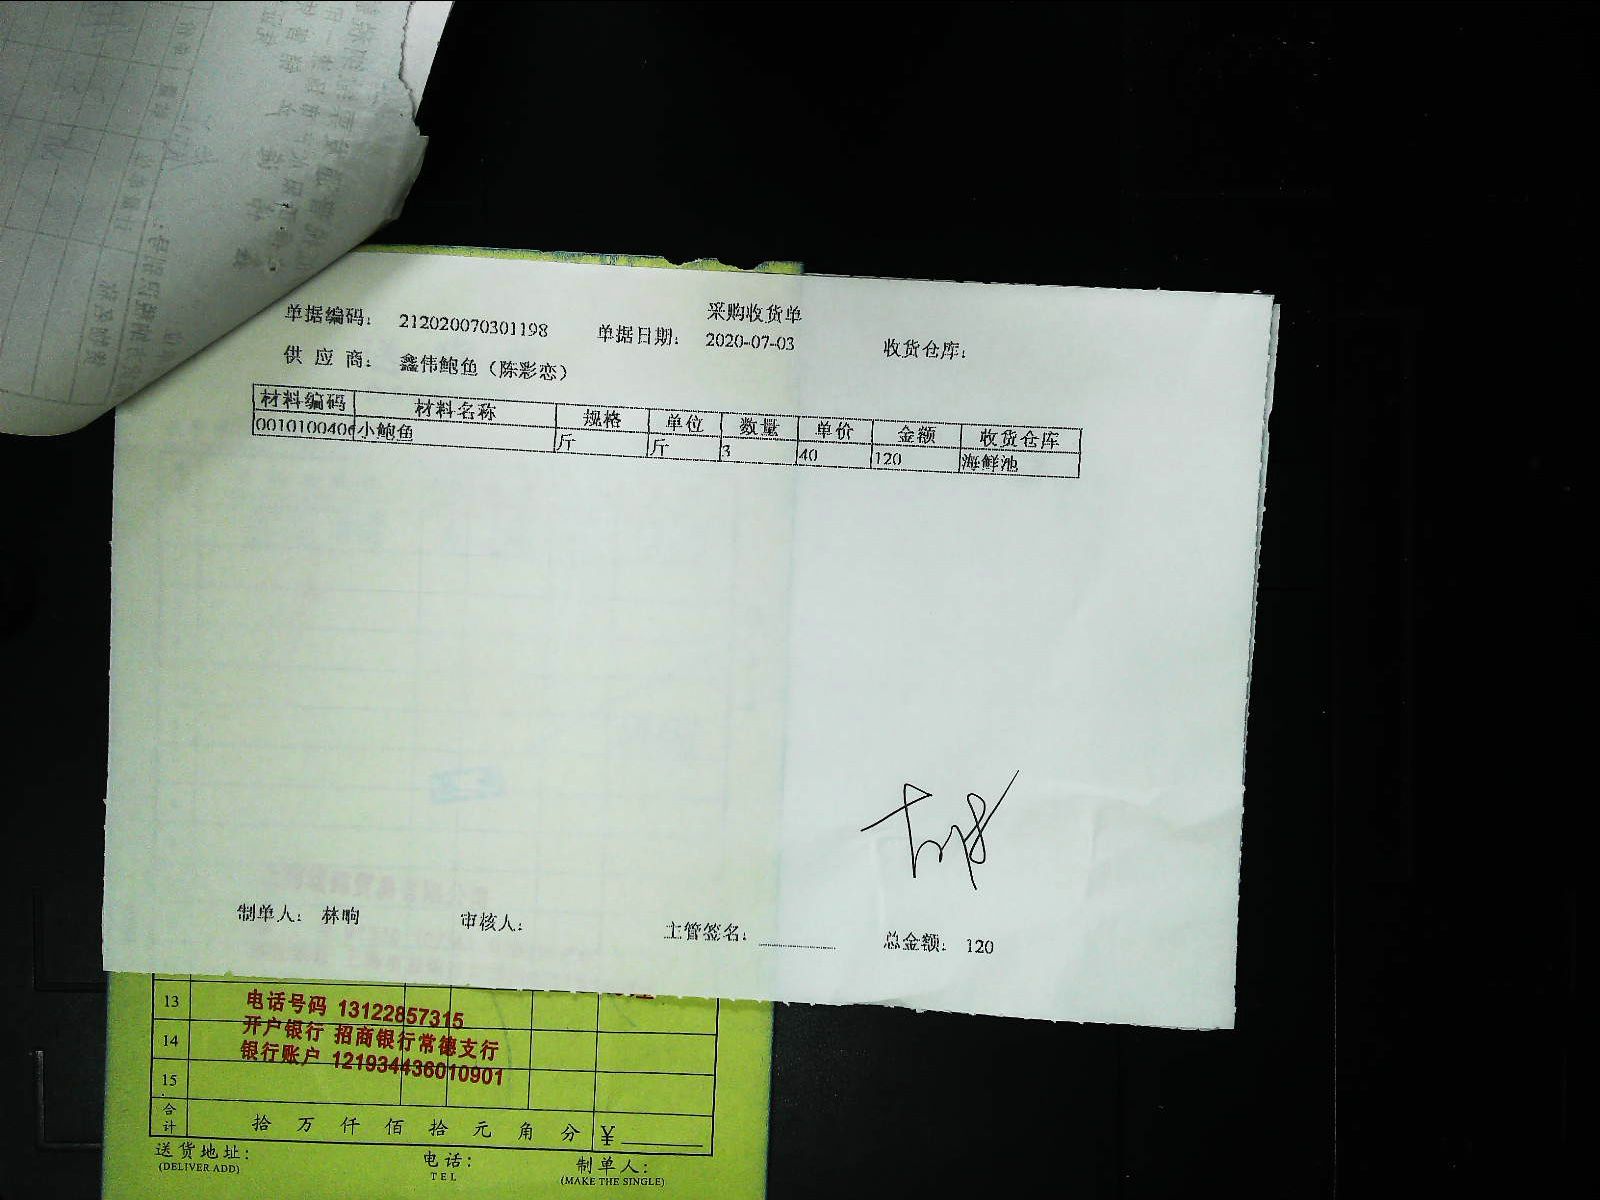 采购收货单
单据编码： 212020070301198 单据日期： 2020-07-03 收货仓库：
供 应 商： 鑫伟鲍鱼（陈彩恋）
材料编码 材料名称 规格 单位 数量 单价 金额 收货仓库
0010100406 小鲍鱼 斤 斤 3 40 120 海鲜池
制单人： 林晌 审核人： 主管签名： 总金额： 120
13
电话号码 13122857315
开户银行 招商银行常德支行
14
银行账户 121934436010901
15
合计 拾 万 仟 佰 拾 元 角 分 ¥
送货地址： 电话： 制单人：
(DELIVER ADD) TEL (MAKE THE SINGLE)